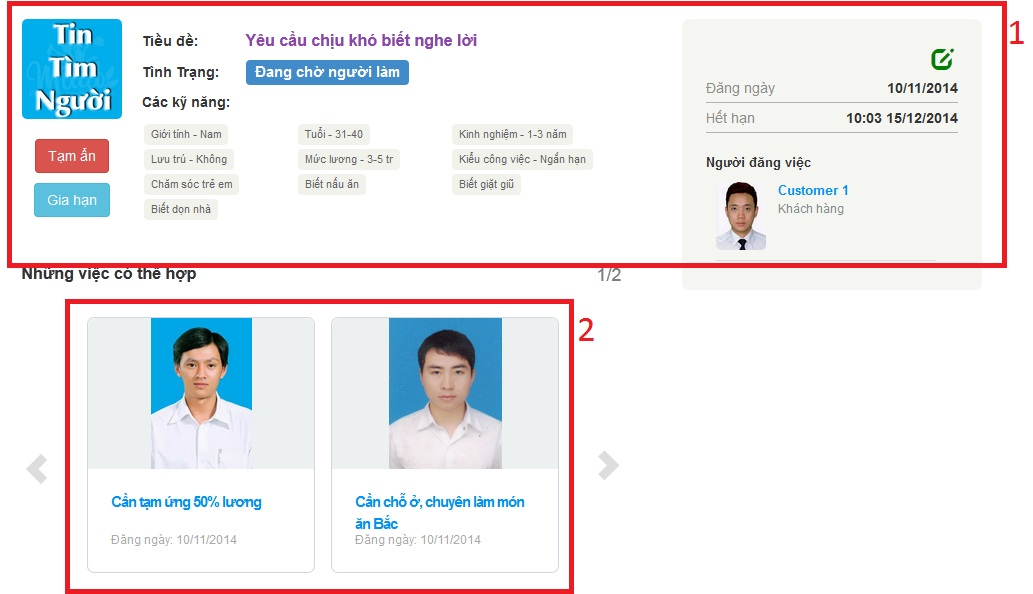 Tin
Tìm
Người
Tiêu đề:
Yêu cầu chịu khó biết nghe lời
1
Tình Trạng:
Đang chờ người làm
Các kỹ năng:
Giới tính - Nam
Tuổi - 31-40
Kinh nghiệm - 1-3 năm
Lưu trú - Không
Mức lương - 3-5 tr
Kiểu công việc - Ngắn hạn
Chăm sóc trẻ em
Biết nấu ăn
Biết giặt giũ
Biết dọn nhà
Tạm ẩn
Gia hạn
Đăng ngày
10/11/2014
Hết hạn
10:03 15/12/2014
Người đăng việc
Customer 1
Khách hàng
Những việc có thể hợp
1/2
2
Cần tạm ứng 50% lương
Đăng ngày: 10/11/2014
Cần chỗ ở, chuyên làm món
ăn Bắc
Đăng ngày: 10/11/2014